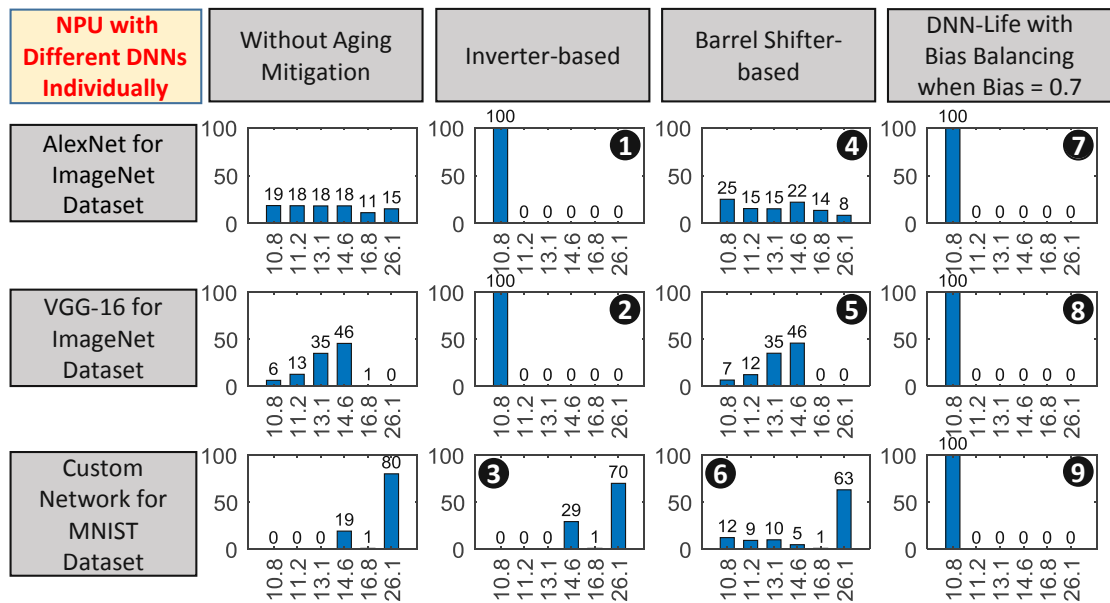 NPU with
Different DNNs
Individually
Without Aging
Mitigation
Inverter-based
Barrel Shifter-
based
DNN-Life with
Bias Balancing
when Bias = 0.7
AlexNet for
ImageNet
Dataset
100
50
0
19 18 18 18 11 15
10.8 11.2 13.1 14.6 16.8 26.1
100
50
0
100 0 0 0 0 0
1
10.8 11.2 13.1 14.6 16.8 26.1
100
50
0
25 15 15 22 14 8
4
10.8 11.2 13.1 14.6 16.8 26.1
100
50
0
100 0 0 0 0 0
7
10.8 11.2 13.1 14.6 16.8 26.1
VGG-16 for
ImageNet
Dataset
100
50
0
6 13 35 46 1 0
10.8 11.2 13.1 14.6 16.8 26.1
100
50
0
100 0 0 0 0 0
2
10.8 11.2 13.1 14.6 16.8 26.1
100
50
0
7 12 35 46 0 0
5
10.8 11.2 13.1 14.6 16.8 26.1
100
50
0
100 0 0 0 0 0
8
10.8 11.2 13.1 14.6 16.8 26.1
Custom
Network for
MNIST
Dataset
100
50
0
0 0 0 19 1 80
10.8 11.2 13.1 14.6 16.8 26.1
100
50
0
3
0 0 0 29 1 70
10.8 11.2 13.1 14.6 16.8 26.1
100
50
0
6
12 9 10 5 1 63
10.8 11.2 13.1 14.6 16.8 26.1
100
50
0
100 0 0 0 0 0
9
10.8 11.2 13.1 14.6 16.8 26.1